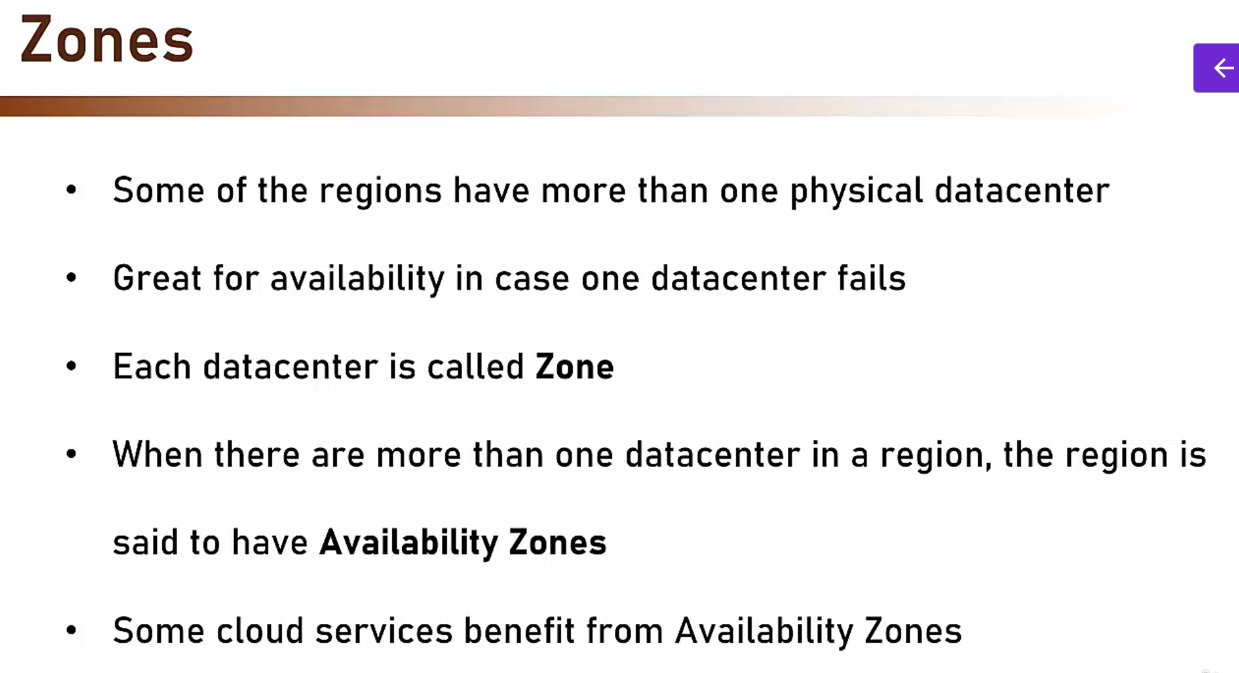 Zones
• Some of the regions have more than one physical datacenter
• Great for availability in case one datacenter fails
• Each datacenter is called Zone
• When there are more than one datacenter in a region, the region is
said to have Availability Zones
• Some cloud services benefit from Availability Zones